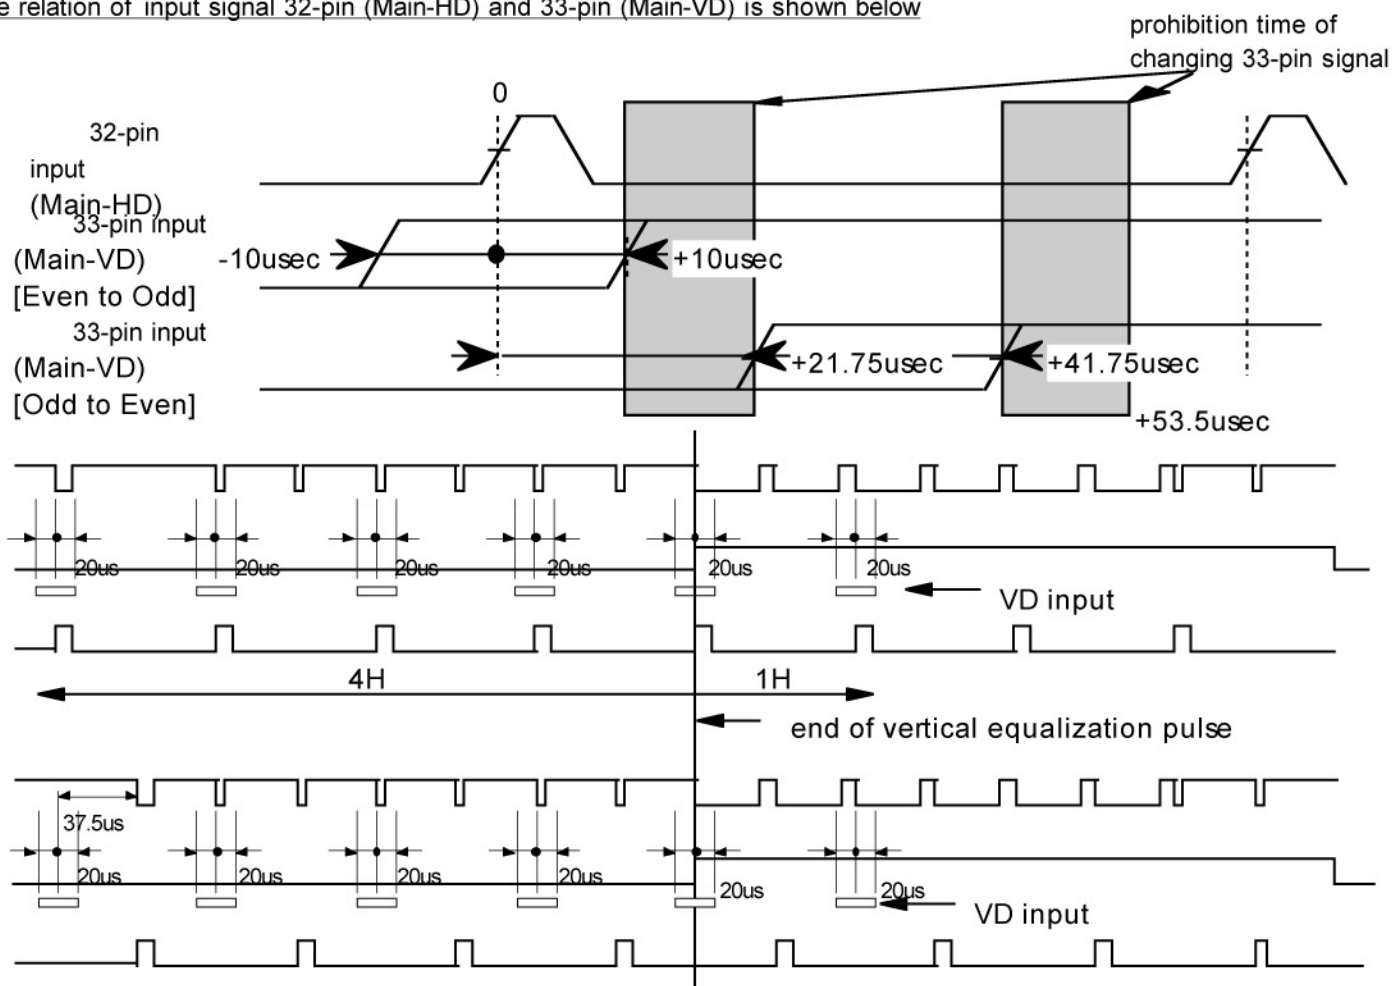 e relation of input signal 32-pin (Main-HD) and 33-pin (Main-VD) is shown below
prohibition time of
changing 33-pin signal
0
32-pin
input
(Main-HD)
33-pin input
(Main-VD)
[Even to Odd]
-10usec
+10usec
33-pin input
(Main-VD)
[Odd to Even]
+21.75usec
+41.75usec
+53.5usec
20us
20us
20us
20us
20us
20us
VD input
4H
1H
end of vertical equalization pulse
37.5us
20us
20us
20us
20us
20us
20us
VD input